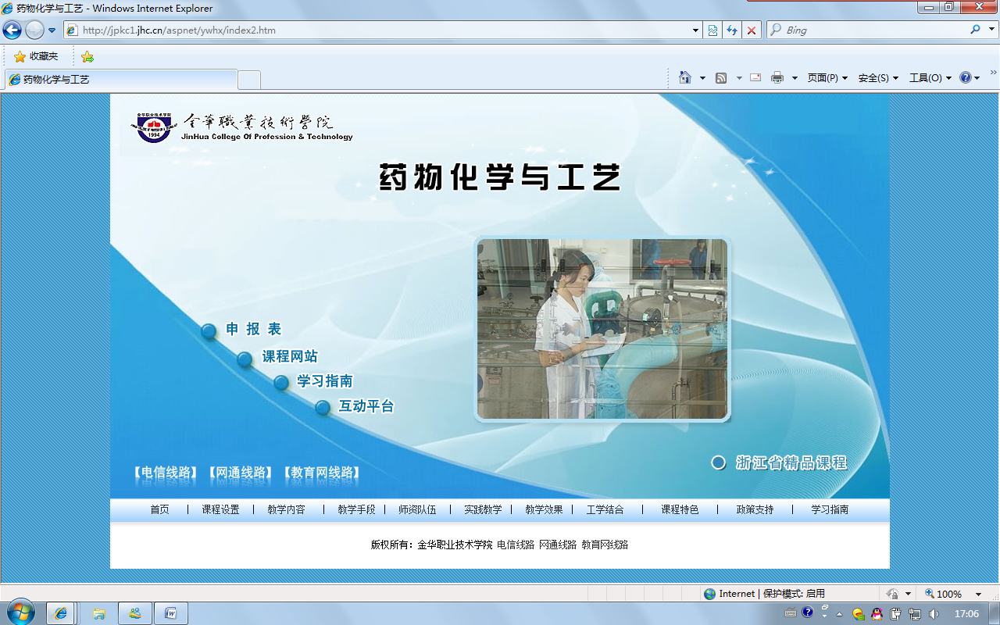 药物化学与工艺 - Windows Internet Explorer
http://jpkc1.jhc.cn/aspnet/ywhx/index2.htm
Bing
收藏夹
药物化学与工艺
页面(P) 安全(S) 工具(O)
金华职业技术学院
1994
金華職業技術學院
JinHua College Of Profession & Technology
药物化学与工艺
申 报 表
课程网站
学习指南
互动平台
【电信线路】 【网通线路】 【教育网线路】
浙江省精品课程
首页 | 课程设置 | 教学内容 | 教学手段 | 师资队伍 | 实践教学 | 教学效果 | 工学结合 | 课程特色 | 政策支持 | 学习指南
版权所有：金华职业技术学院 电信线路 网通线路 教育网线路
Internet | 保护模式: 启用
100%
17:06